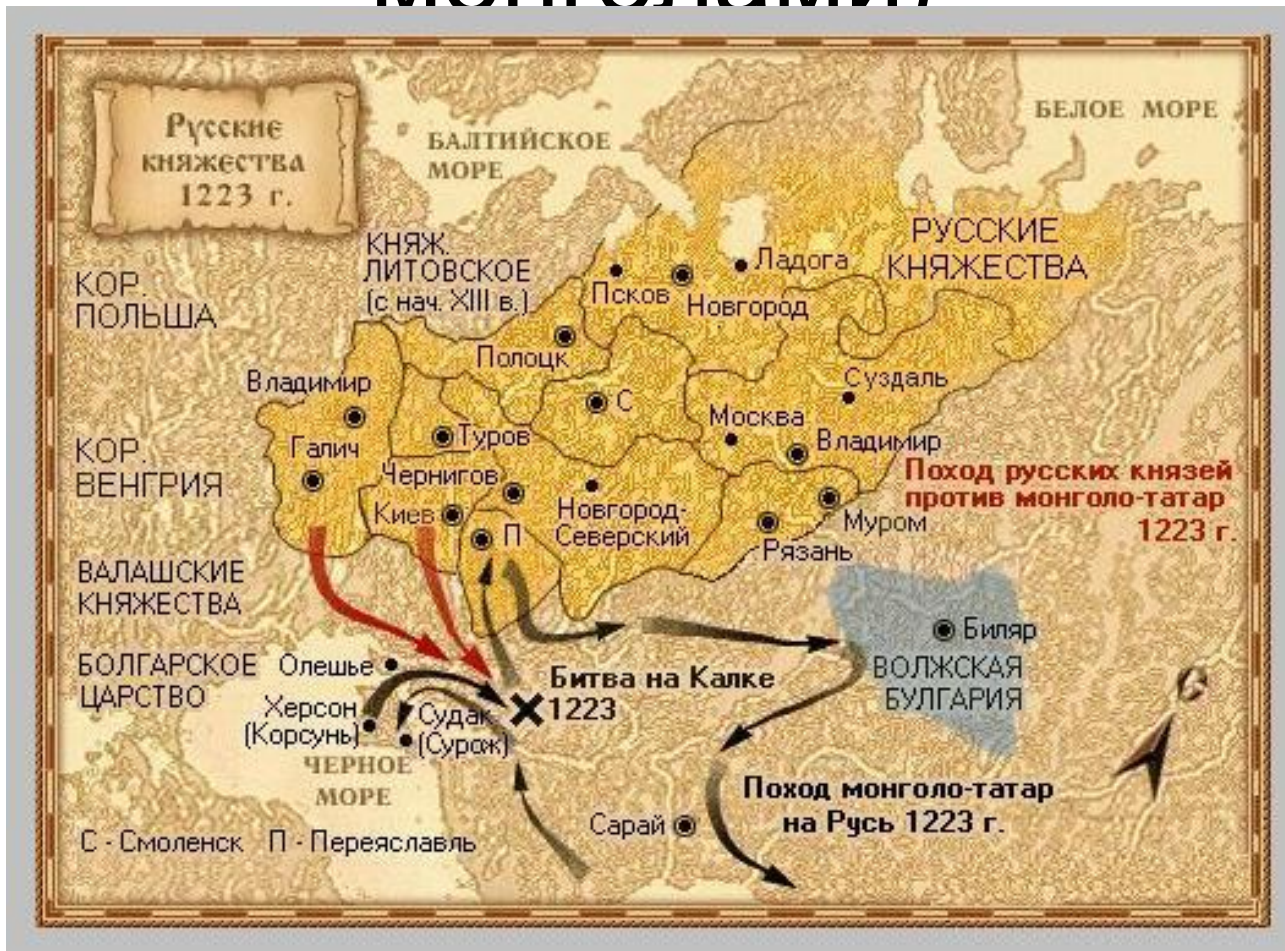 Русские
княжества
1223 г.
БАЛТИЙСКОЕ
МОРЕ
БЕЛОЕ МОРЕ
РУССКИЕ
КНЯЖЕСТВА
КНЯЖ.
ЛИТОВСКОЕ
(с нач. XIII в.)
КОР.
ПОЛЬША
Ладога
Псков
Новгород
Полоцк
Владимир
С
Суздаль
Москва
Галич
Туров
Владимир
КОР.
ВЕНГРИЯ
Чернигов
Киев
П
Новгород-
Северский
Муром
Рязань
Поход русских князей
против монголо-татар
1223 г.
ВАЛАШСКИЕ
КНЯЖЕСТВА
Биляр
ВОЛЖСКАЯ
БУЛГАРИЯ
БОЛГАРСКОЕ
ЦАРСТВО
Олешье
Херсон
(Корсунь)
Судак
(Сурож)
Битва на Калке
1223
С
ЧЕРНОЕ
МОРЕ
Поход монголо-татар
на Русь 1223 г.
Сарай
С - Смоленск П - Переяславль